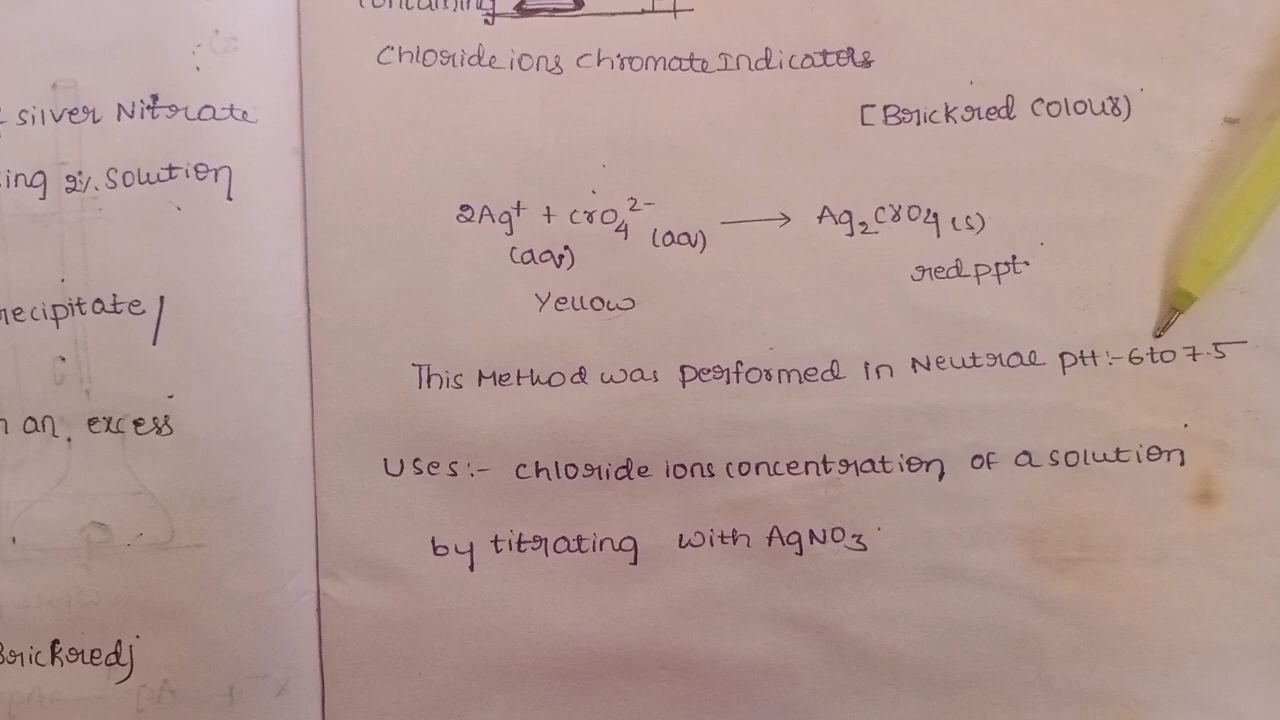 containing
Chloride ions Chromate Indicators
[Brickred Colour)
2Ag⁺ + CrO₄²⁻ (aq) ⟶ Ag₂CrO₄ (s)
(aq)
red ppt.
Yellow
This Method was performed in Neutral pH:- 6 to 7.5
Uses:- chloride ions concentration of a solution
by titrating with AgNO₃.
silver Nitrate
ing 2%. solution
recipitate/
an. excess
Brickred]